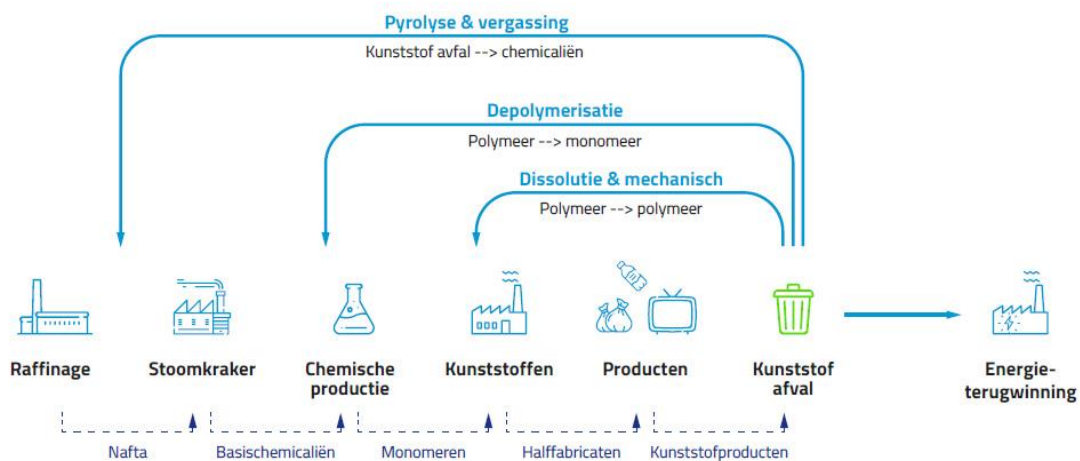 Pyrolyse & vergassing
Kunststof avfal --> chemicaliën
Depolymerisatie
Polymeer --> monomeer
Dissolutie & mechanisch
Polymeer --> polymeer
Raffinage
Stoomkraker
Chemische
productie
Kunststoffen
Producten
Kunststof
afval
Energie-
terugwinning
Nafta
Basischemicaliën
Monomeren
Halffabricaten
Kunststofproducten